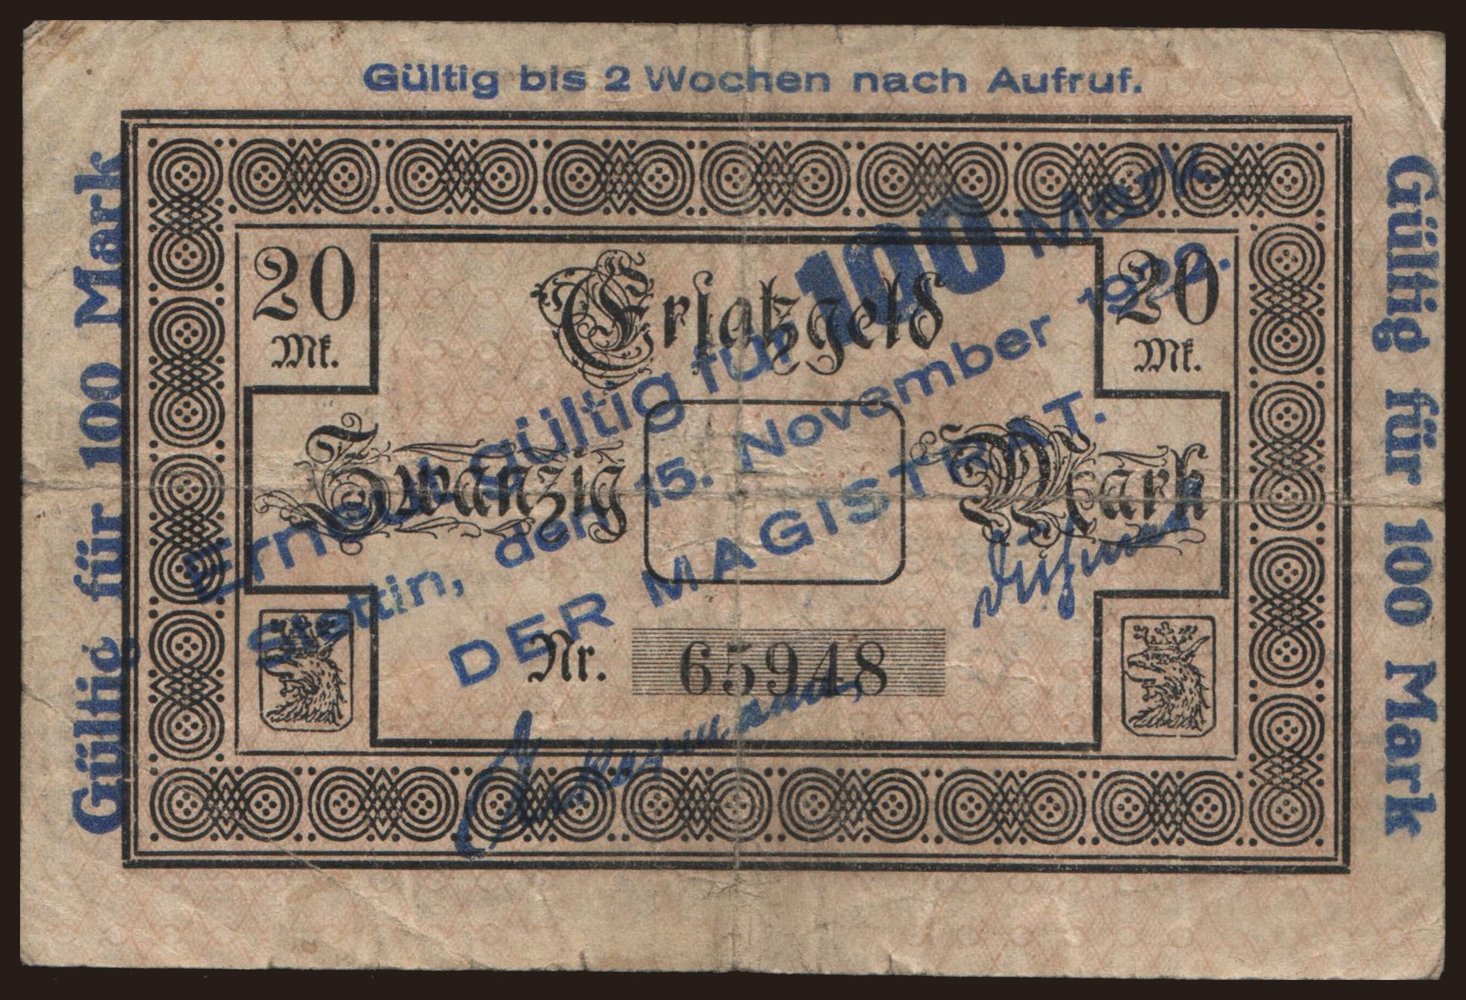 Gültig bis 2 Wochen nach Aufruf.
Gültig für 100 Mark
Gültig für 100 Mark
20
Mk.
Ersatzgeld
20
Mk.
Zwanzig Mark
Nr. 65948
Erneut gültig für 100 Mark.
Stettin, den 15. November 1922.
DER MAGISTRAT.